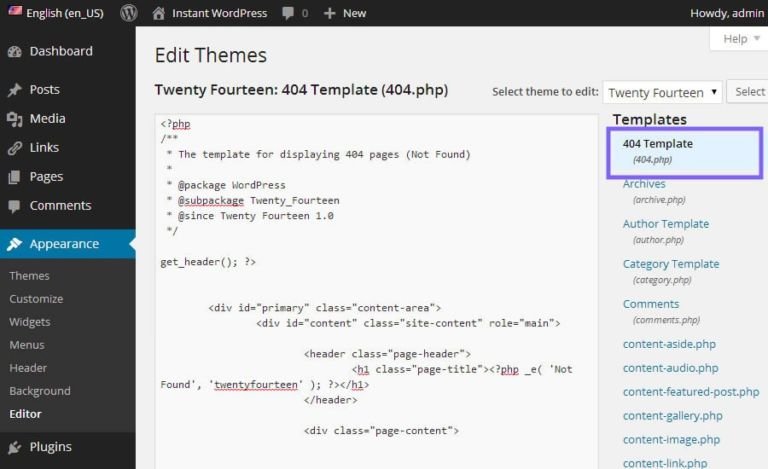 English (en_US)
Instant WordPress
0
+ New
Howdy, admin
Help ▼
Dashboard
Posts
Media
Links
Pages
Comments
Appearance
Themes
Customize
Widgets
Menus
Header
Background
Editor
Plugins
Edit Themes
Twenty Fourteen: 404 Template (404.php)
Select theme to edit:
Twenty Fourteen ▼
Select
<?php
/**
* The template for displaying 404 pages (Not Found)
*
* @package WordPress
* @subpackage Twenty_Fourteen
* @since Twenty Fourteen 1.0
*/
get_header(); ?>
<div id="primary" class="content-area">
<div id="content" class="site-content" role="main">
<header class="page-header">
<h1 class="page-title"><?php _e( 'Not
Found', 'twentyfourteen' ); ?></h1>
</header>
<div class="page-content">
Templates
404 Template
(404.php)
Archives
(archive.php)
Author Template
(author.php)
Category Template
(category.php)
Comments
(comments.php)
content-aside.php
content-audio.php
content-featured-post.php
content-gallery.php
content-image.php
content-link.php